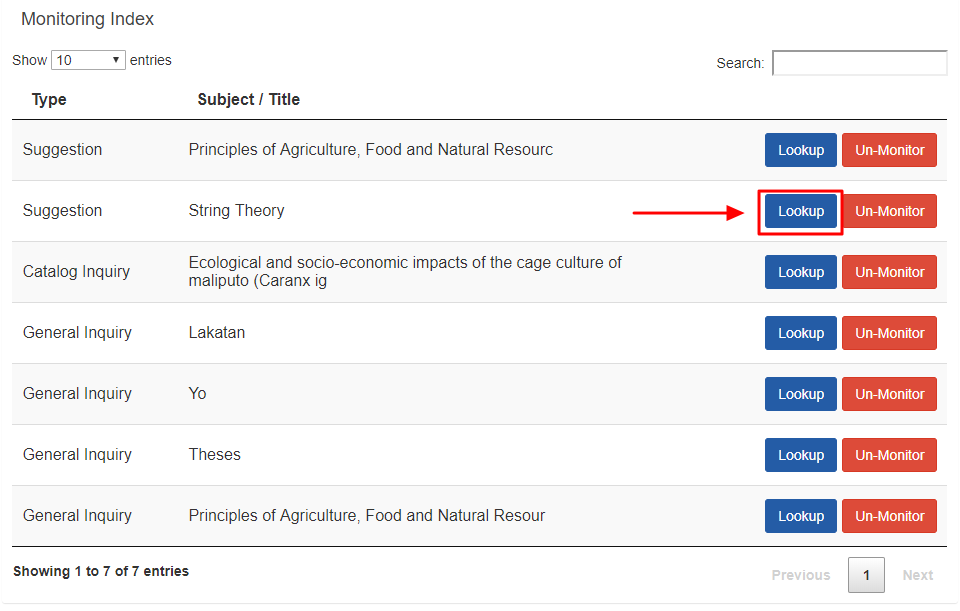 Monitoring Index
Show 10 entries
Search:
Type Subject / Title
Suggestion Principles of Agriculture, Food and Natural Resourc Lookup Un-Monitor
Suggestion String Theory Lookup Un-Monitor
Catalog Inquiry Ecological and socio-economic impacts of the cage culture of
maliputo (Caranx ig Lookup Un-Monitor
General Inquiry Lakatan Lookup Un-Monitor
General Inquiry Yo Lookup Un-Monitor
General Inquiry Theses Lookup Un-Monitor
General Inquiry Principles of Agriculture, Food and Natural Resour Lookup Un-Monitor
Showing 1 to 7 of 7 entries
Previous 1 Next